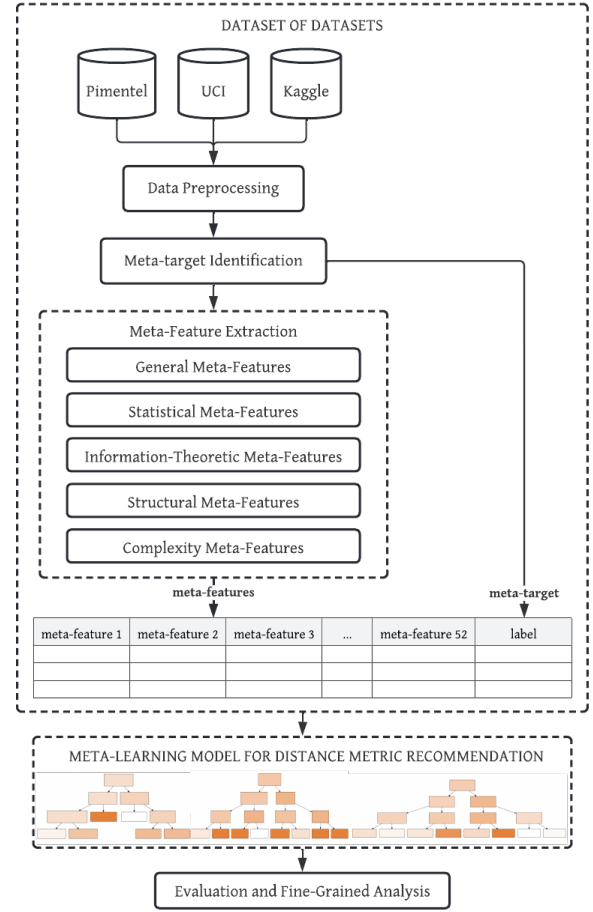 DATASET OF DATASETS
Pimentel
UCI
Kaggle
Data Preprocessing
Meta-target Identification
Meta-Feature Extraction
General Meta-Features
Statistical Meta-Features
Information-Theoretic Meta-Features
Structural Meta-Features
Complexity Meta-Features
meta-features
meta-target
meta-feature 1
meta-feature 2
meta-feature 3
...
meta-feature 52
label
META-LEARNING MODEL FOR DISTANCE METRIC RECOMMENDATION
Evaluation and Fine-Grained Analysis